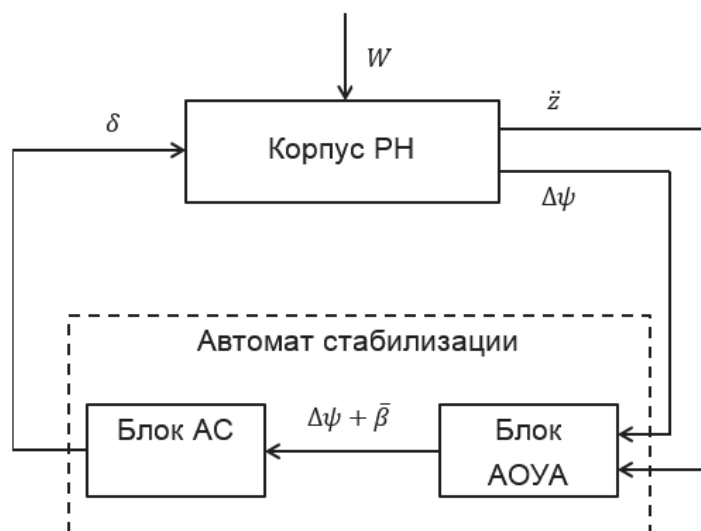 W
z̈
δ
Корпус РН
Δψ
Автомат стабилизации
Блок АС
Δψ + β̄
Блок
АОУА